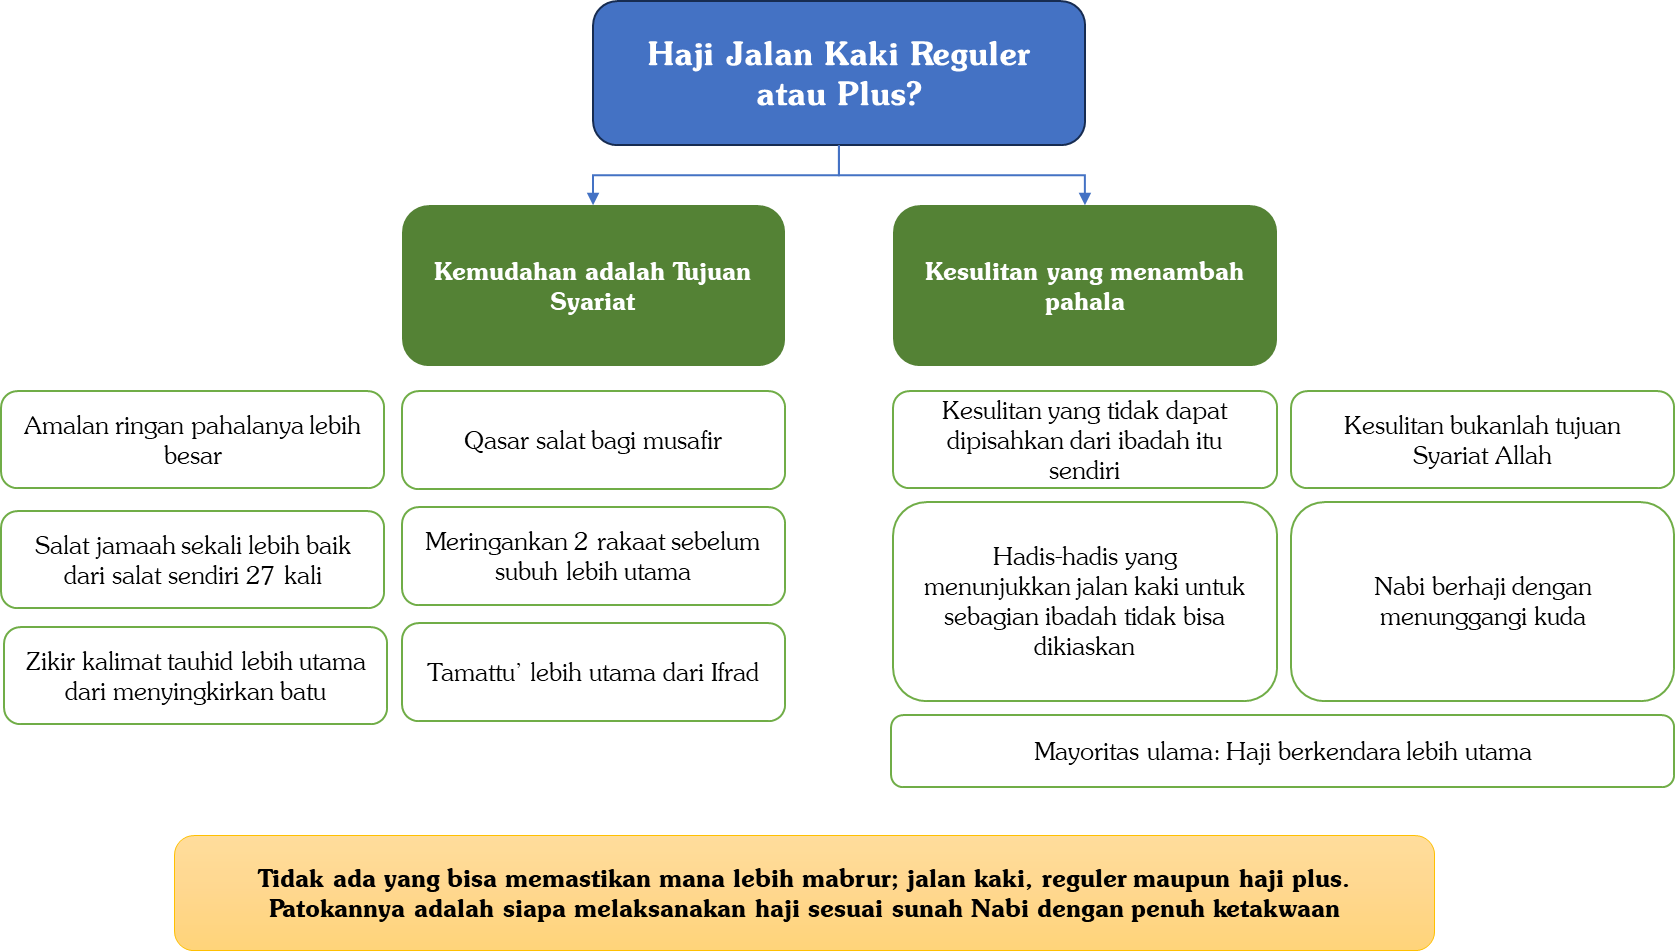 Haji Jalan Kaki Reguler
atau Plus?
Kemudahan adalah Tujuan
Syariat
Kesulitan yang menambah
pahala
Amalan ringan pahalanya lebih
besar
Qasar salat bagi musafir
Salat jamaah sekali lebih baik
dari salat sendiri 27 kali
Meringankan 2 rakaat sebelum
subuh lebih utama
Zikir kalimat tauhid lebih utama
dari menyingkirkan batu
Tamattu’ lebih utama dari Ifrad
Kesulitan yang tidak dapat
dipisahkan dari ibadah itu
sendiri
Kesulitan bukanlah tujuan
Syariat Allah
Hadis-hadis yang
menunjukkan jalan kaki untuk
sebagian ibadah tidak bisa
dikiaskan
Nabi berhaji dengan
menunggangi kuda
Mayoritas ulama: Haji berkendara lebih utama
Tidak ada yang bisa memastikan mana lebih mabrur; jalan kaki, reguler maupun haji plus.
Patokannya adalah siapa melaksanakan haji sesuai sunah Nabi dengan penuh ketakwaan